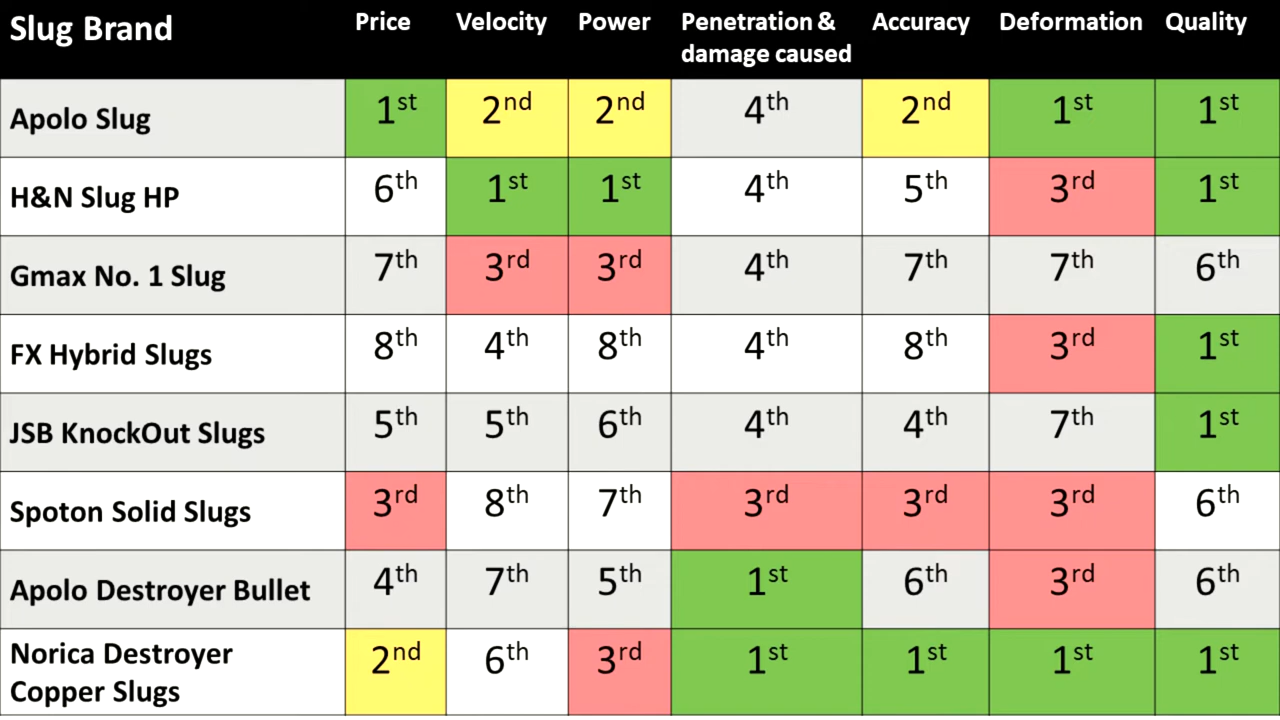 Slug Brand Price Velocity Power Penetration & Accuracy Deformation Quality
damage caused
Apolo Slug 1st 2nd 2nd 4th 2nd 1st 1st
H&N Slug HP 6th 1st 1st 4th 5th 3rd 1st
Gmax No. 1 Slug 7th 3rd 3rd 4th 7th 7th 6th
FX Hybrid Slugs 8th 4th 8th 4th 8th 3rd 1st
JSB KnockOut Slugs 5th 5th 6th 4th 4th 7th 1st
Spoton Solid Slugs 3rd 8th 7th 3rd 3rd 3rd 6th
Apolo Destroyer Bullet 4th 7th 5th 1st 6th 3rd 6th
Norica Destroyer 2nd 6th 3rd 1st 1st 1st 1st
Copper Slugs